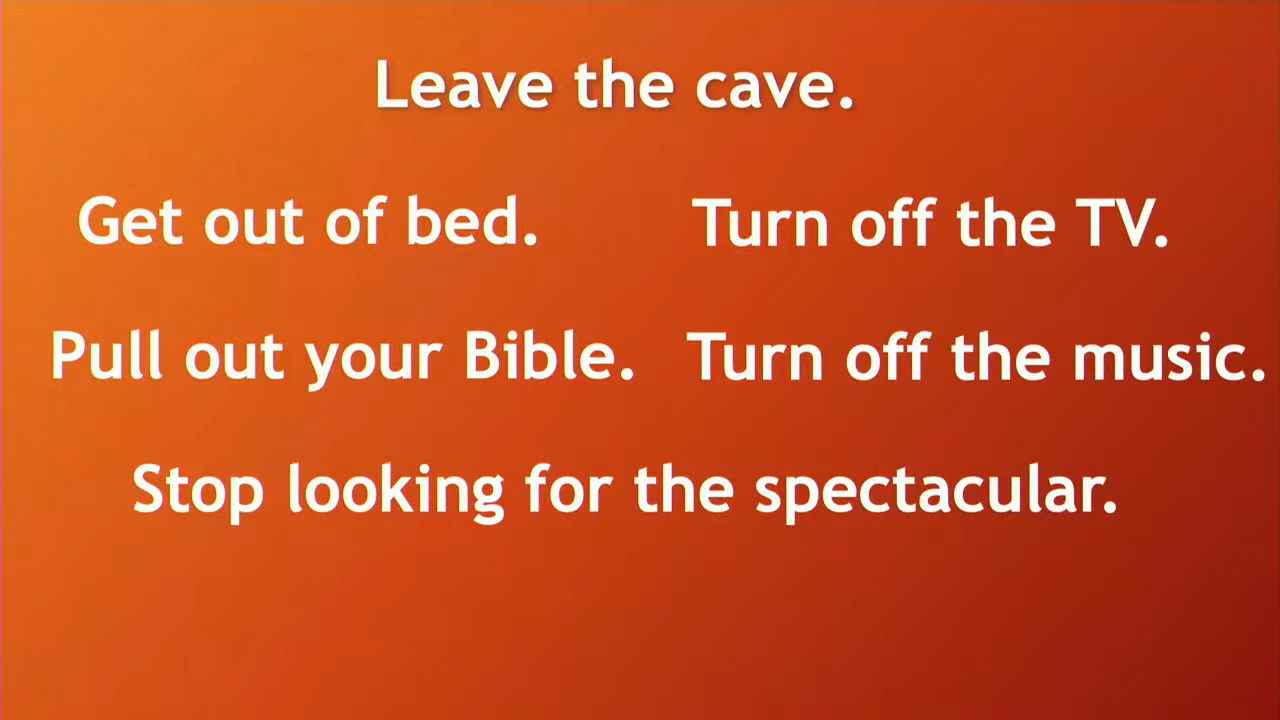 Leave the cave.
Get out of bed.
Turn off the TV.
Pull out your Bible.
Turn off the music.
Stop looking for the spectacular.